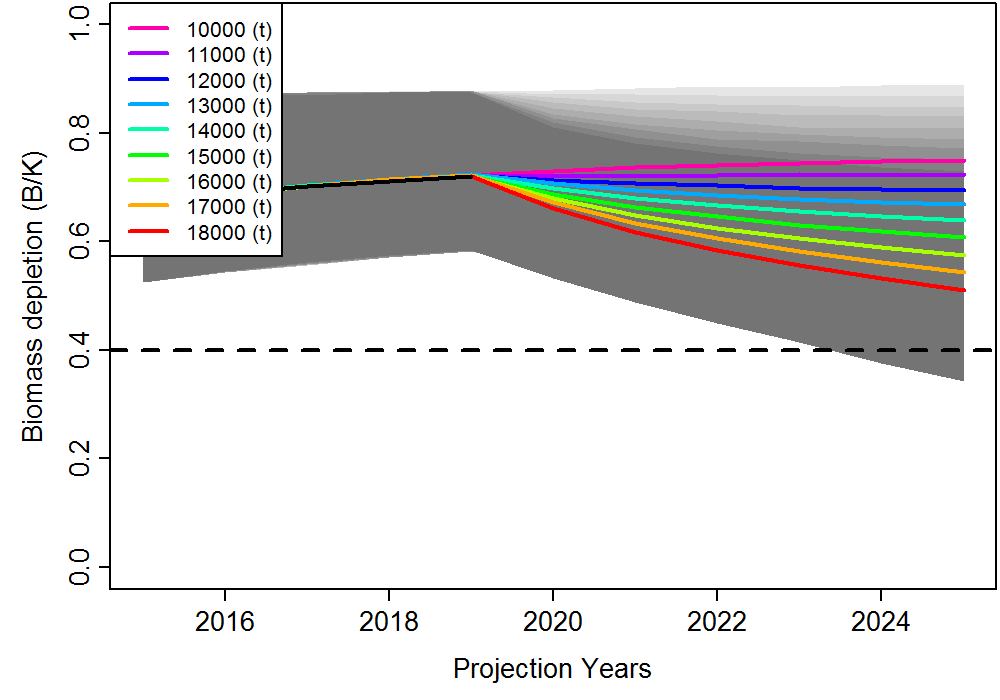 1.0
0.8
0.6
0.4
0.2
0.0
Biomass depletion (B/K)
10000 (t)
11000 (t)
12000 (t)
13000 (t)
14000 (t)
15000 (t)
16000 (t)
17000 (t)
18000 (t)
2016 2018 2020 2022 2024
Projection Years